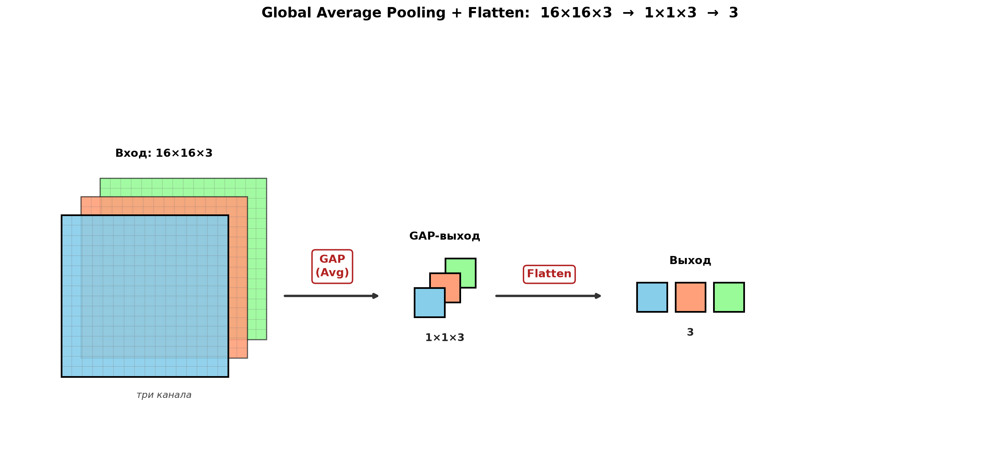 Global Average Pooling + Flatten: 16×16×3 → 1×1×3 → 3
Вход: 16×16×3
три канала
GAP
(Avg)
GAP-выход
1×1×3
Flatten
Выход
3